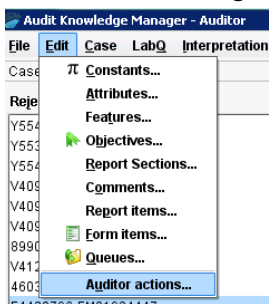 Audit Knowledge Manager - Auditor
File Edit Case LabQ Interpretation
Case
π Constants...
Attributes...
Features...
Objectives...
Report Sections...
Comments...
Report items...
Form items...
Queues...
Auditor actions...
Reje
Y554
Y553
Y554
V409
V409
V409
8990
V412
4603